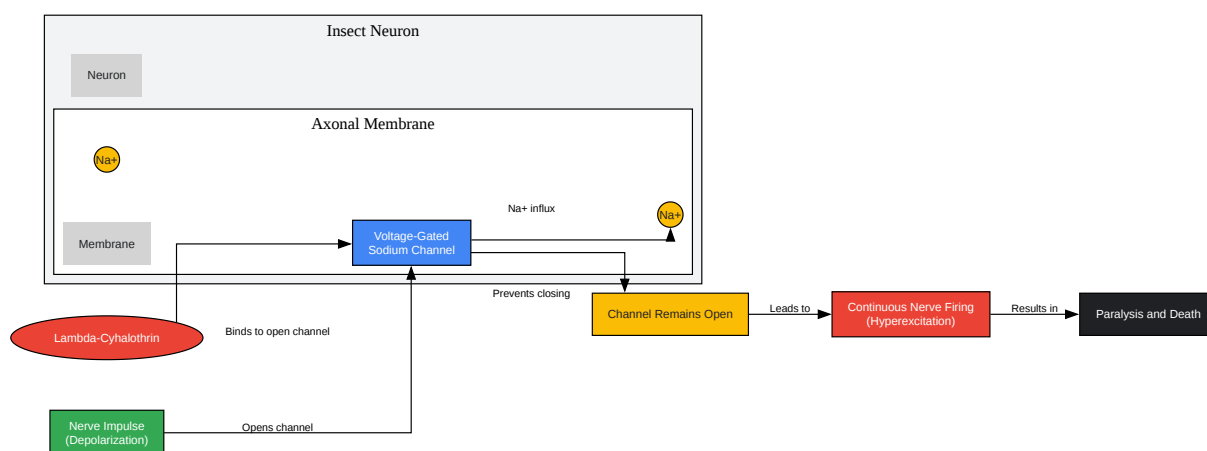 Insect Neuron
Neuron
Axonal Membrane
Na+
Na+ influx
Na+
Membrane
Voltage-Gated
Sodium Channel
Prevents closing
Channel Remains Open
Leads to
Continuous Nerve Firing
(Hyperexcitation)
Results in
Paralysis and Death
Lambda-Cyhalothrin
Binds to open channel
Nerve Impulse
(Depolarization)
Opens channel